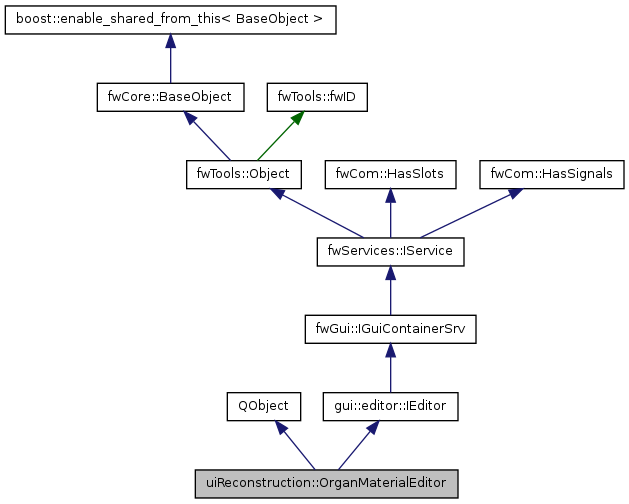 boost::enable_shared_from_this< BaseObject >
fwCore::BaseObject
fwTools::fwID
fwTools::Object
fwCom::HasSlots
fwCom::HasSignals
fwServices::IService
fwGui::IGuiContainerSrv
QObject
gui::editor::IEditor
uiReconstruction::OrganMaterialEditor